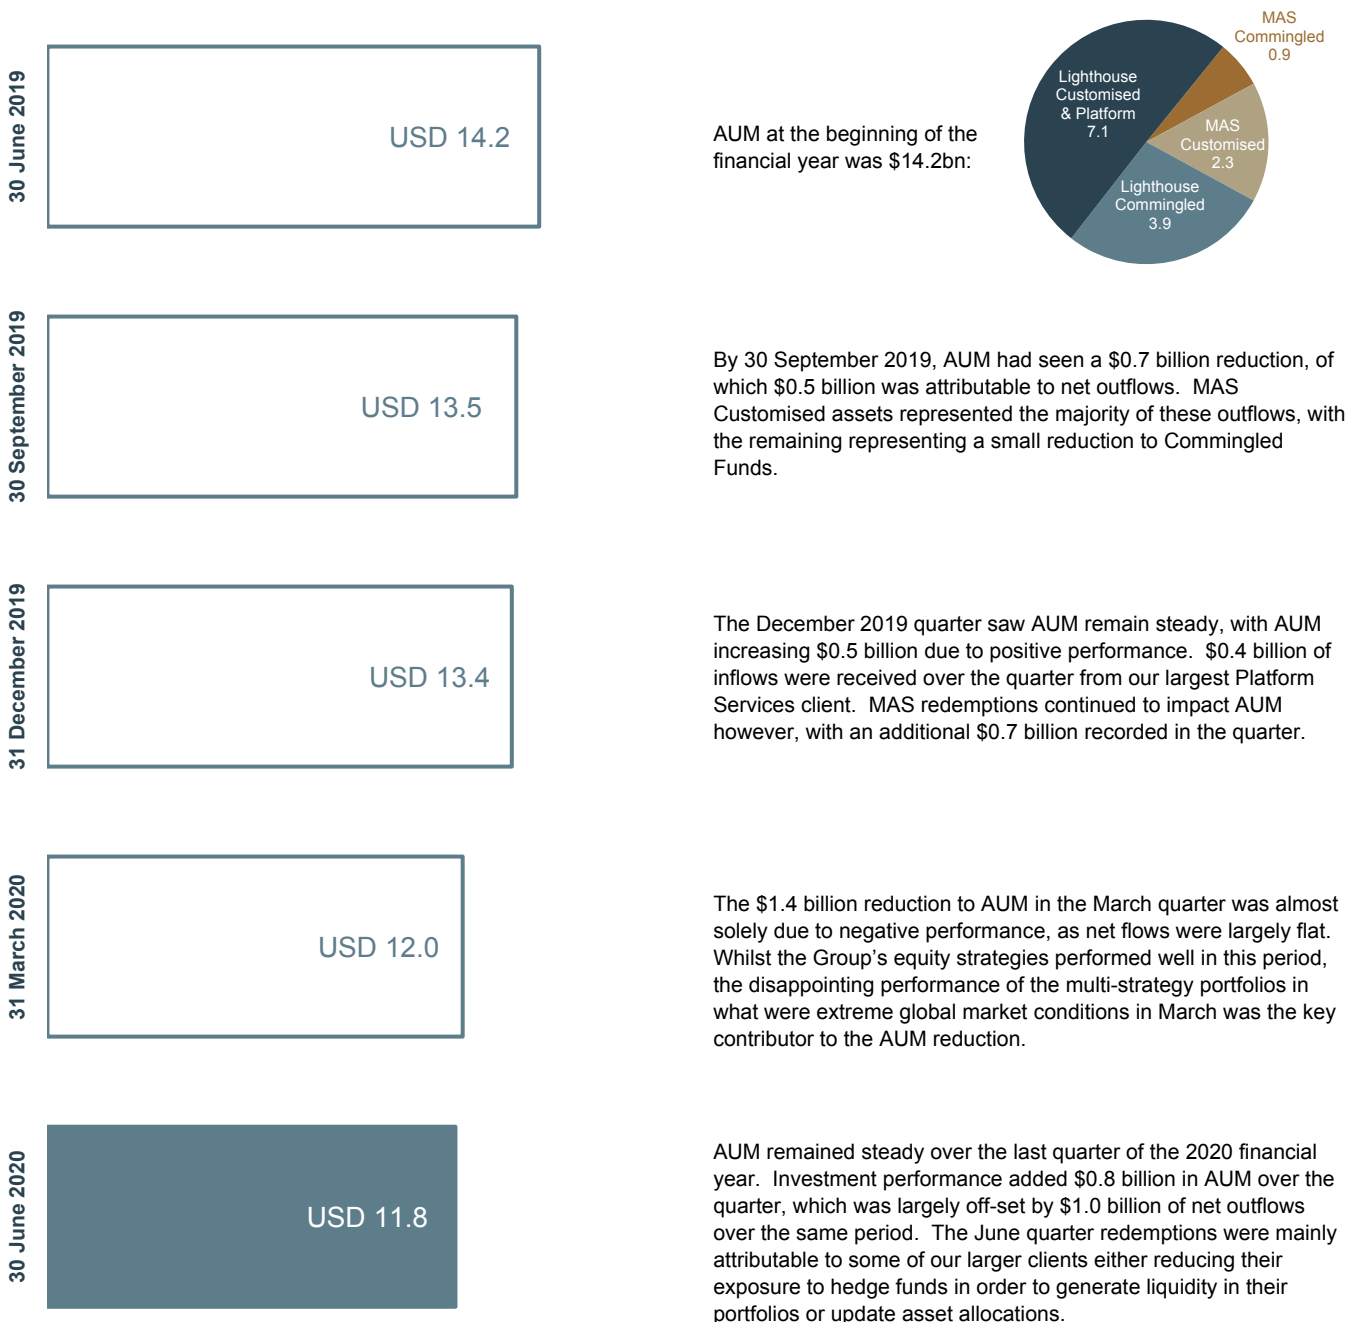 30 June 2019
USD 14.2
AUM at the beginning of the
financial year was $14.2bn:
MAS
Commingled
0.9
Lighthouse
Customised
& Platform
7.1
MAS
Customised
2.3
Lighthouse
Commingled
3.9
30 September 2019
USD 13.5
By 30 September 2019, AUM had seen a $0.7 billion reduction, of
which $0.5 billion was attributable to net outflows.  MAS
Customised assets represented the majority of these outflows, with
the remaining representing a small reduction to Commingled
Funds.
31 December 2019
USD 13.4
The December 2019 quarter saw AUM remain steady, with AUM
increasing $0.5 billion due to positive performance.  $0.4 billion of
inflows were received over the quarter from our largest Platform
Services client.  MAS redemptions continued to impact AUM
however, with an additional $0.7 billion recorded in the quarter.
31 March 2020
USD 12.0
The $1.4 billion reduction to AUM in the March quarter was almost
solely due to negative performance, as net flows were largely flat.
Whilst the Group's equity strategies performed well in this period,
the disappointing performance of the multi-strategy portfolios in
what were extreme global market conditions in March was the key
contributor to the AUM reduction.
30 June 2020
USD 11.8
AUM remained steady over the last quarter of the 2020 financial
year.  Investment performance added $0.8 billion in AUM over the
quarter, which was largely off-set by $1.0 billion of net outflows
over the same period.  The June quarter redemptions were mainly
attributable to some of our larger clients either reducing their
exposure to hedge funds in order to generate liquidity in their
portfolios or update asset allocations.